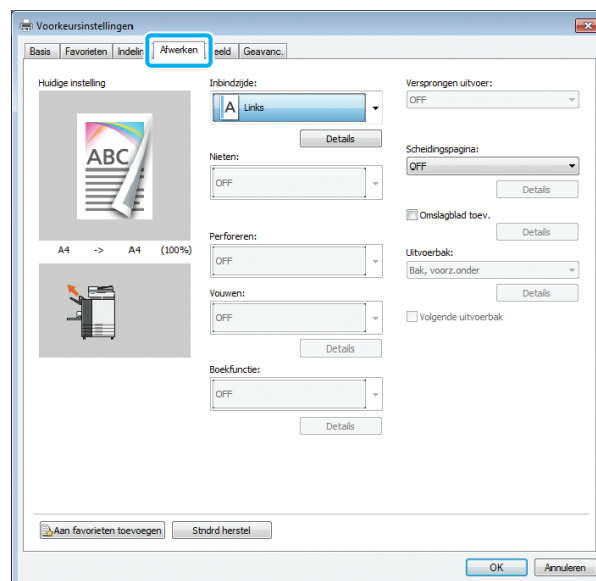 Voorkeursinstellingen
Basis Favorieten Indelin Afwerken eeld Geavanc.
Huidige instelling
ABC
A4 -> A4 (100%)
Inbindzijde:
A Links
Details
Nieten:
OFF
Perforeren:
OFF
Vouwen:
OFF
Details
Boekfunctie:
OFF
Details
Versprongen uitvoer:
OFF
Scheidingspagina:
OFF
Details
Omslagblad toev.
Details
Uitvoerbak:
Bak, voorz.onder
Details
Volgende uitvoerbak
Aan favorieten toevoegen Stndrd herstel
OK Annuleren